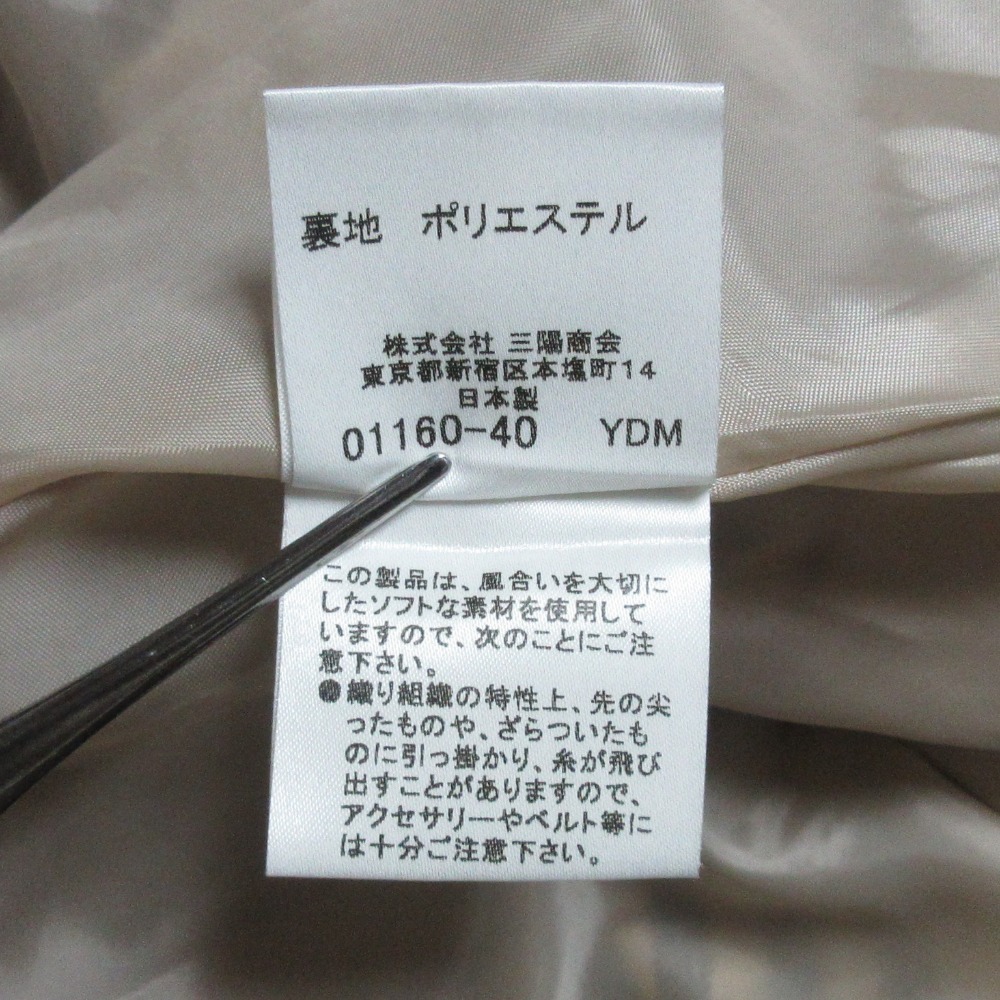 裏地　ポリエステル
株式会社 三陽商会
東京都新宿区本塩町14
日本製
01160-40　YDM
この製品は、風合いを大切に
したソフトな素材を使用して
いますので、次のことにご注
意下さい。
●織り組織の特性上、先の尖
ったものや、ざらついたも
のに引っ掛かり、糸が飛び
出すことがありますので、
アクセサリーやベルト等に
は十分ご注意下さい。